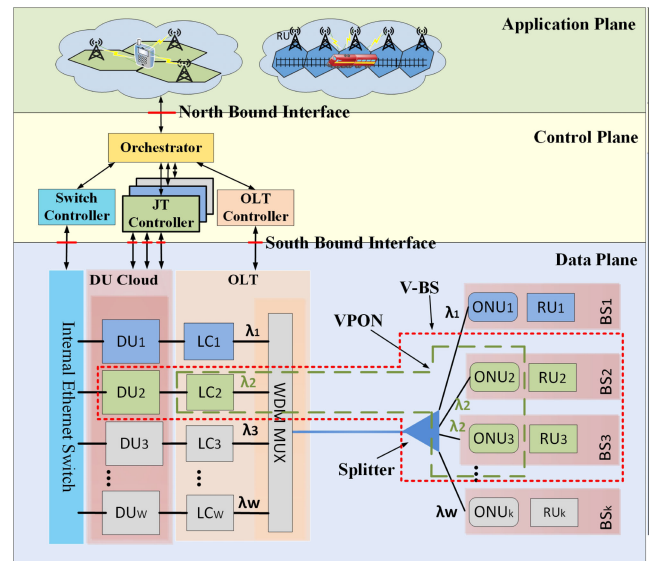 Application Plane
RU
North Bound Interface
Control Plane
Orchestrator
Switch
Controller
JT
Controller
OLT
Controller
South Bound Interface
Data Plane
DU Cloud
OLT
V-BS
VPON
Internal Ethernet Switch
DU1
LC1
λ1
DU2
LC2
λ2
DU3
LC3
λ3
DUW
LCW
λw
WDM MUX
Splitter
λ1
ONU1
RU1
BS1
ONU2
RU2
BS2
λ2
λ2
ONU3
RU3
BS3
λw
ONUk
RUk
BSk